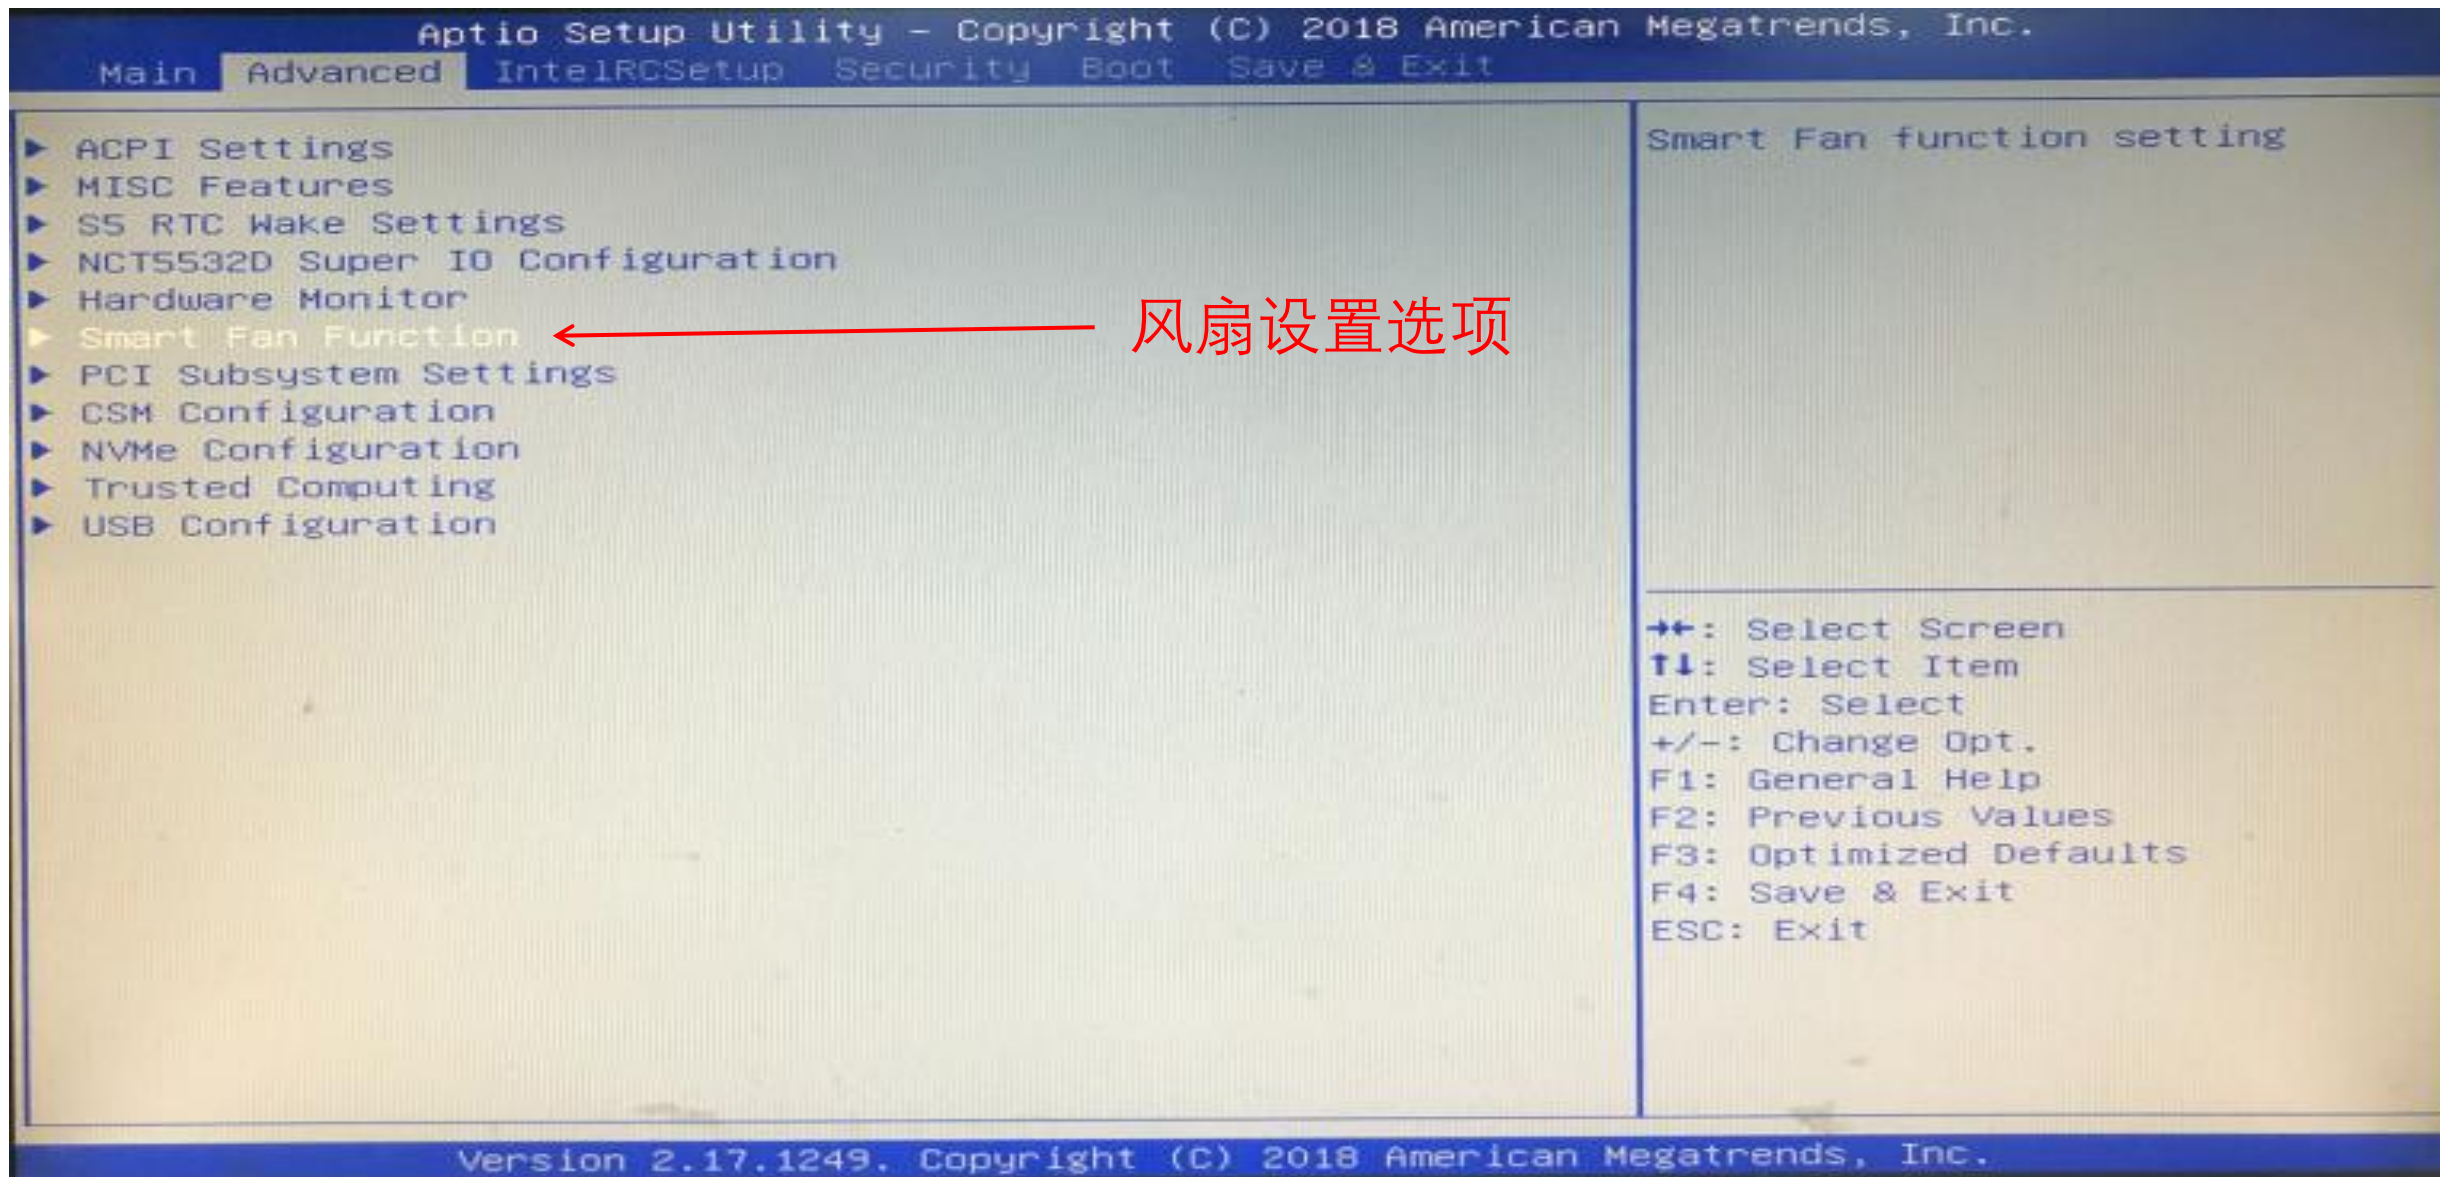 Aptio Setup Utility – Copyright (C) 2018 American Megatrends, Inc.
Main Advanced IntelRCSetup Security Boot Save & Exit
▶ ACPI Settings
▶ MISC Features
▶ S5 RTC Wake Settings
▶ NCT5532D Super IO Configuration
▶ Hardware Monitor
▶ Smart Fan Function
▶ PCI Subsystem Settings
▶ CSM Configuration
▶ NVMe Configuration
▶ Trusted Computing
▶ USB Configuration
风扇设置选项
Smart Fan function setting
→←: Select Screen
↑↓: Select Item
Enter: Select
+/-: Change Opt.
F1: General Help
F2: Previous Values
F3: Optimized Defaults
F4: Save & Exit
ESC: Exit
Version 2.17.1249. Copyright (C) 2018 American Megatrends, Inc.